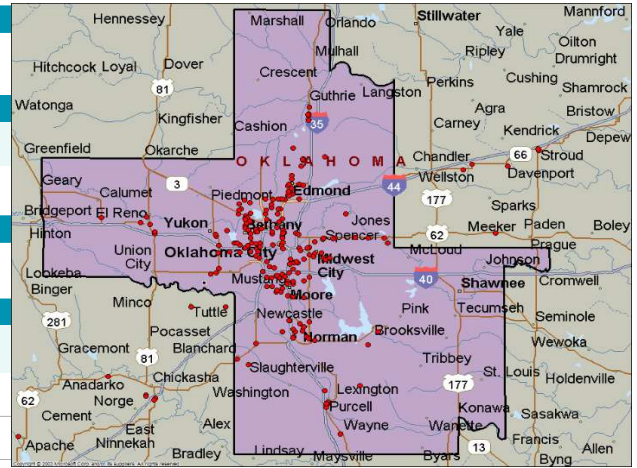 Hennessey
Marshall
Orlando
Stillwater
Mannford
Yale
Mulhall
Ripley
Oilton
Drumright
Hitchcock
Loyal
Dover
Crescent
Perkins
Cushing
81
Guthrie
Langston
Shamrock
Watonga
Agra
Bristow
Kingfisher
Cashion
35
Carney
Kendrick
Depew
Greenfield
Okarche
OKLAHOMA
Chandler
66
Stroud
Wellston
Davenport
Geary
3
Calumet
Piedmont
Edmond
44
177
Sparks
Bridgeport
El Reno
Yukon
Bethany
Jones
Meeker
Paden
Boley
Hinton
Spencer
62
Prague
Union
City
Oklahoma City
Midwest
City
McLoud
Johnson
Lookeba
Mustang
40
Shawnee
Cromwell
Binger
Minco
Moore
Tuttle
Newcastle
Pink
Tecumseh
Seminole
281
Pocasset
Norman
Brooksville
Wewoka
Gracemont
81
Blanchard
Tribbey
Slaughterville
St. Louis
Holdenville
Anadarko
Chickasha
Washington
Lexington
177
62
Norge
Purcell
Konawa
Sasakwa
Cement
Alex
Wayne
Wanette
East
Ninnekah
Francis
Apache
Bradley
Lindsay
Maysville
Byars
13
Byng
Allen